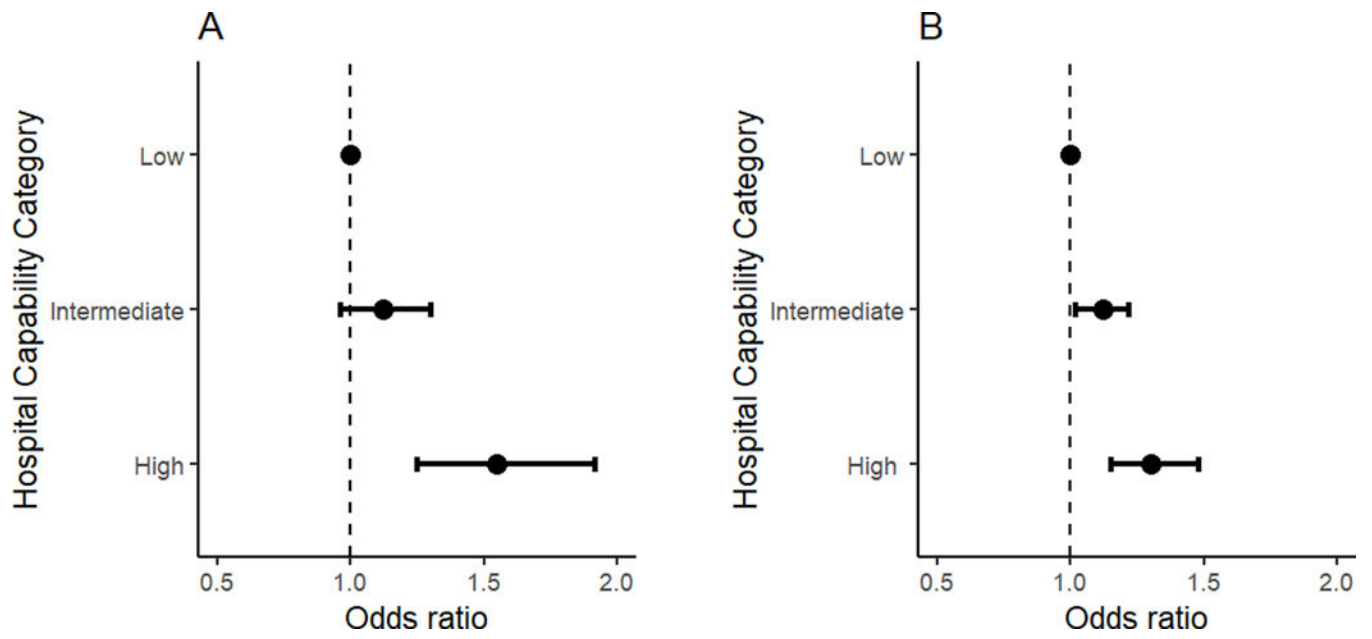 A
Hospital Capability Category
Low
Intermediate
High
0.5 1.0 1.5 2.0
Odds ratio
B
Hospital Capability Category
Low
Intermediate
High
0.5 1.0 1.5 2.0
Odds ratio